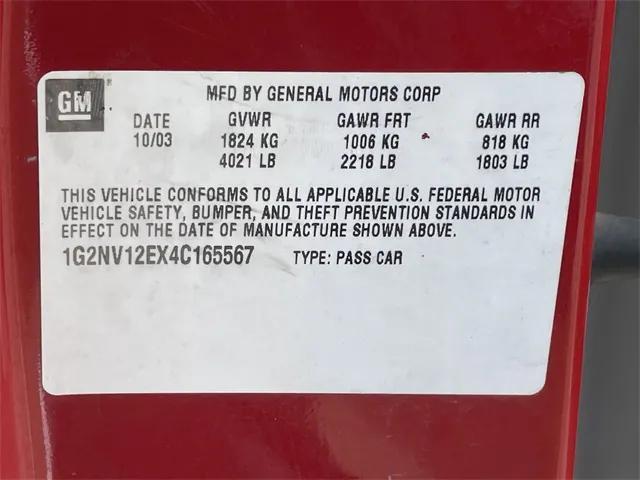 GM
MFD BY GENERAL MOTORS CORP
DATE GVWR GAWR FRT GAWR RR
10/03 1824 KG 1006 KG 818 KG
4021 LB 2218 LB 1803 LB
THIS VEHICLE CONFORMS TO ALL APPLICABLE U.S. FEDERAL MOTOR
VEHICLE SAFETY, BUMPER, AND THEFT PREVENTION STANDARDS IN
EFFECT ON THE DATE OF MANUFACTURE SHOWN ABOVE.
1G2NV12EX4C165567 TYPE: PASS CAR